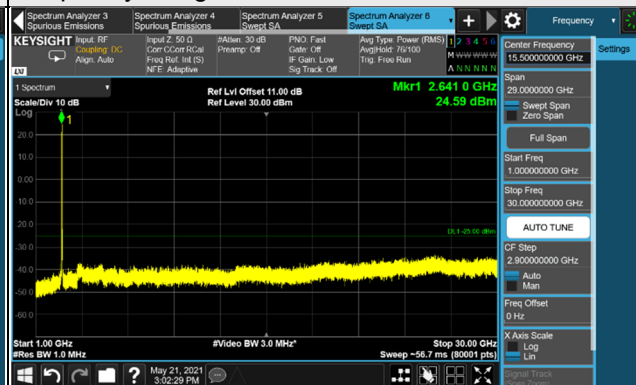 Spectrum Analyzer 3
Spurious Emissions
Spectrum Analyzer 4
Spurious Emissions
Spectrum Analyzer 5
Swept SA
Spectrum Analyzer 6
Swept SA
Frequency
KEYSIGHT
Input: RF
Coupling: DC
Align: Auto
Input Z: 50 Ω
Corr CCorr RCal
Freq Ref: Int (S)
NFE: Adaptive
#Atten: 30 dB
Preamp: Off
PNO: Fast
Gate: Off
IF Gain: Low
Sig Track: Off
Avg Type: Power (RMS)
Avg|Hold: 76/100
Trig: Free Run
1 2 3 4 5 6
M W W W W W
A N N N N N
LXI
1 Spectrum
Scale/Div 10 dB
Ref Lvl Offset 11.00 dB
Ref Level 30.00 dBm
Mkr1 2.641 0 GHz
24.59 dBm
Log
1
20.0
10.0
0.00
-10.0
-20.0
-30.0
-40.0
-50.0
-60.0
DL1 -25.00 dBm
Start 1.00 GHz
#Res BW 1.0 MHz
#Video BW 3.0 MHz*
Stop 30.00 GHz
Sweep ~56.7 ms (80001 pts)
May 21, 2021
3:02:29 PM
Center Frequency
15.500000000 GHz
Settings
Span
29.0000000 GHz
Swept Span
Zero Span
Full Span
Start Freq
1.000000000 GHz
Stop Freq
30.000000000 GHz
AUTO TUNE
CF Step
2.900000000 GHz
Auto
Man
Freq Offset
0 Hz
X Axis Scale
Log
Lin
Signal Track
(Span Zoom)